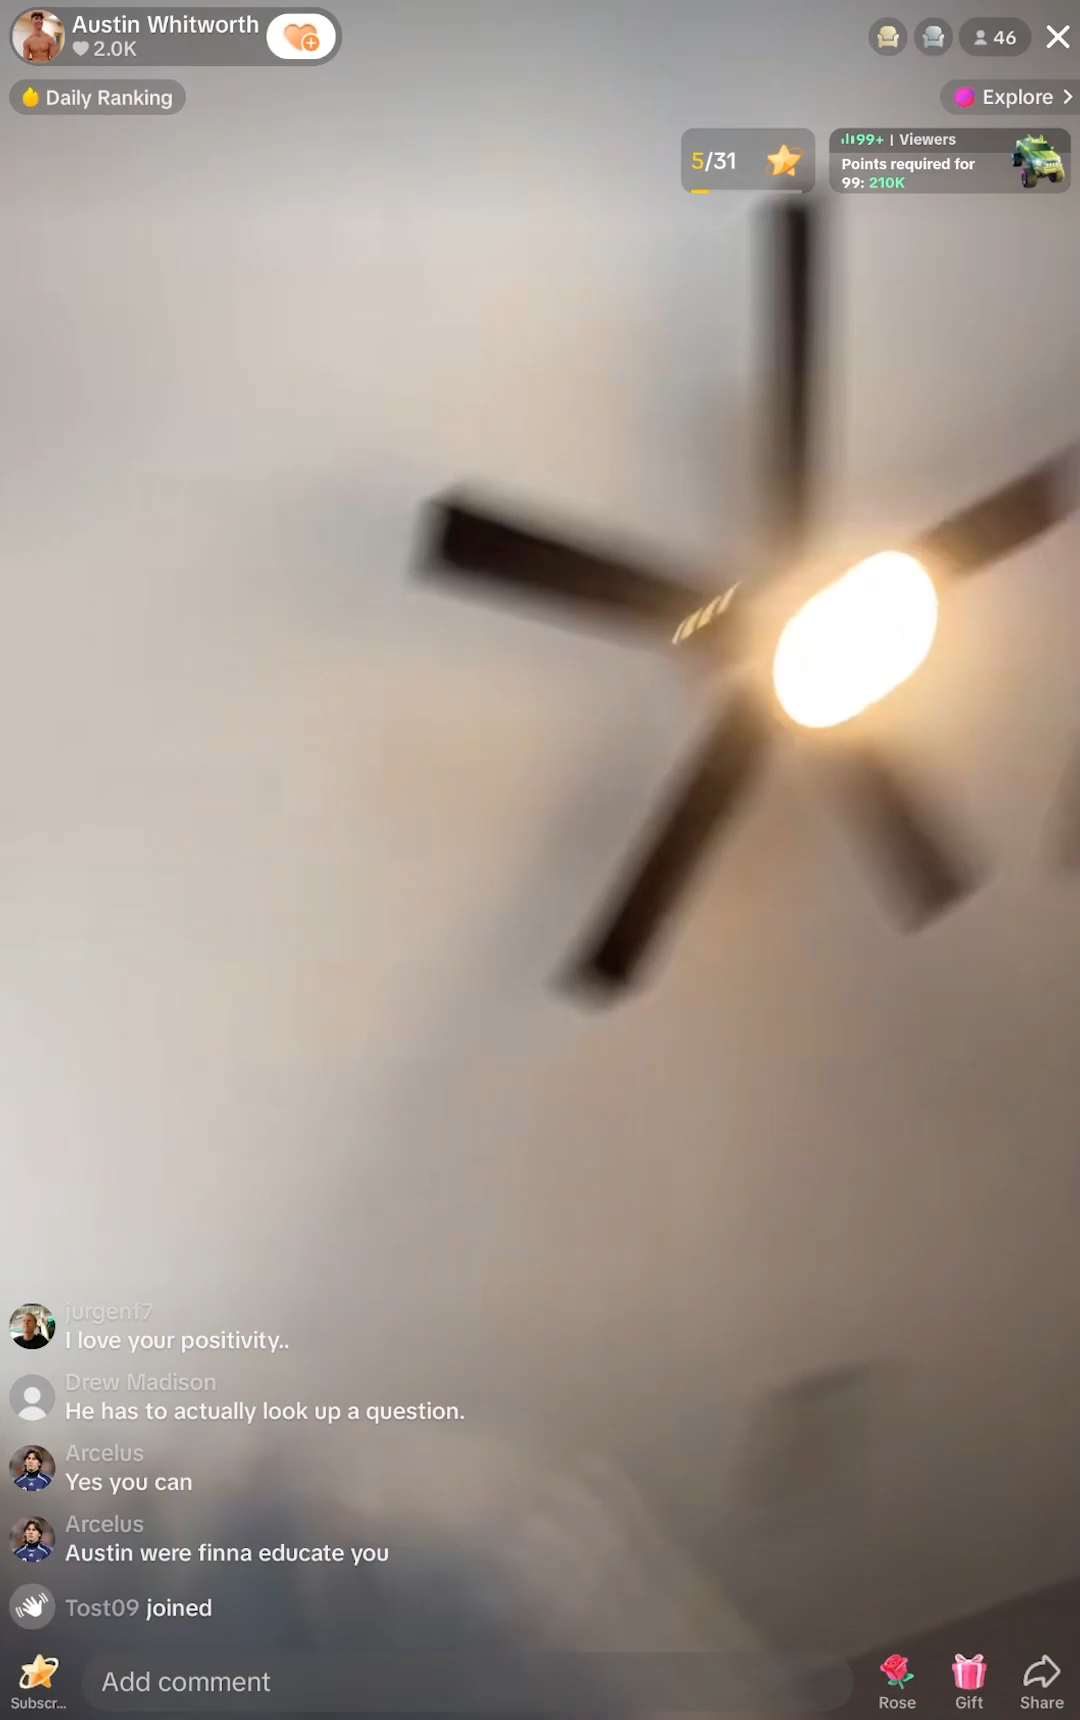 Austin Whitworth
2.0K
46
Daily Ranking
Explore
5/31
99+ | Viewers
Points required for
99: 210K
jurgenf7
I love your positivity..
Drew Madison
He has to actually look up a question.
Arcelus
Yes you can
Arcelus
Austin were finna educate you
Tost09 joined
Subscr...
Add comment
Rose
Gift
Share